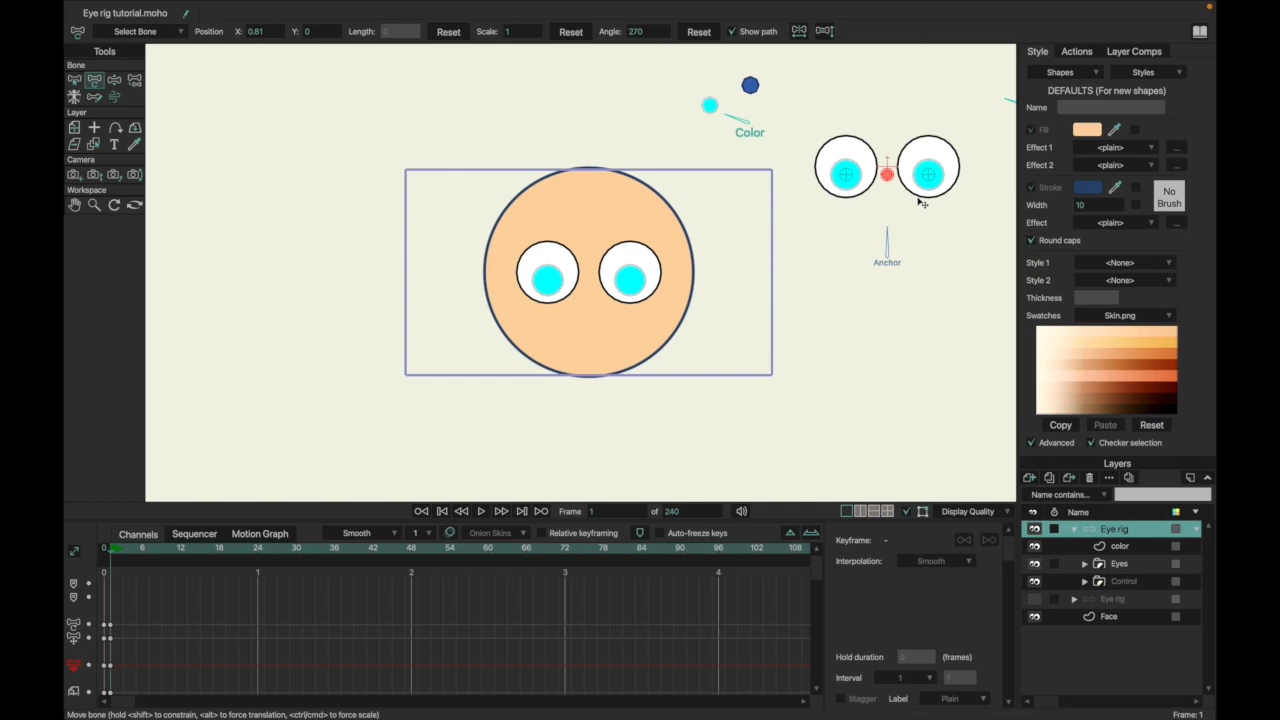 Eye rig tutorial.moho
Select Bone Position X: 0.81 Y: 0 Length: 0 Reset Scale: 1 Reset Angle: 270 Reset Show path
Tools
Bone
Layer
Camera
Workspace
Color
Anchor
Style Actions Layer Comps
Shapes Styles
DEFAULTS (For new shapes)
Name
Fill
Effect 1 <plain> ...
Effect 2 <plain> ...
Stroke
No Brush
Width 10
Effect <plain> ...
Round caps
Style 1 <None>
Style 2 <None>
Thickness
Swatches Skin.png
Copy Paste Reset
Advanced Checker selection
Layers
Name contains...
Name
Eye rig
color
Eyes
Control
Eye rig
Face
Frame 1 of 240 Display Quality
Channels Sequencer Motion Graph Smooth 1 Onion Skins Relative keyframing Auto-freeze keys
0 6 12 18 24 30 36 42 48 54 60 66 72 78 84 90 96 102 108
0 1 2 3 4
Keyframe: -
Interpolation: Smooth
Hold duration 0 (frames)
Interval 1 1
Stagger Label Plain
Move bone (hold <shift> to constrain, <alt> to force translation, <ctrl/cmd> to force scale)
Frame: 1